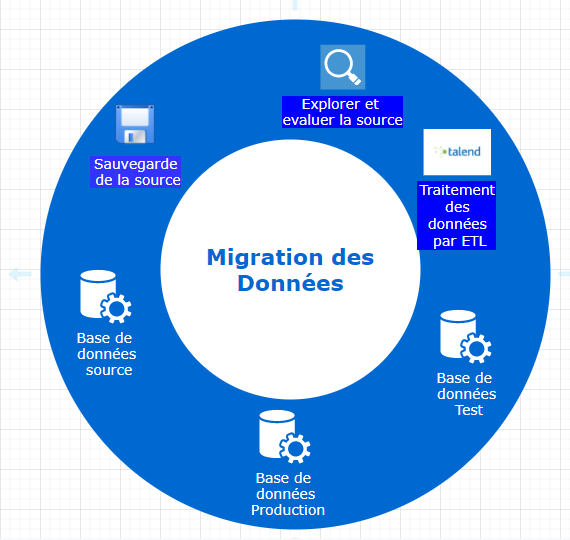 Explorer et
evaluer la source
talend
Traitement
des
données
par ETL
Sauvegarde
de la source
Migration des
Données
Base de
données
source
Base de
données
Test
Base de
données
Production